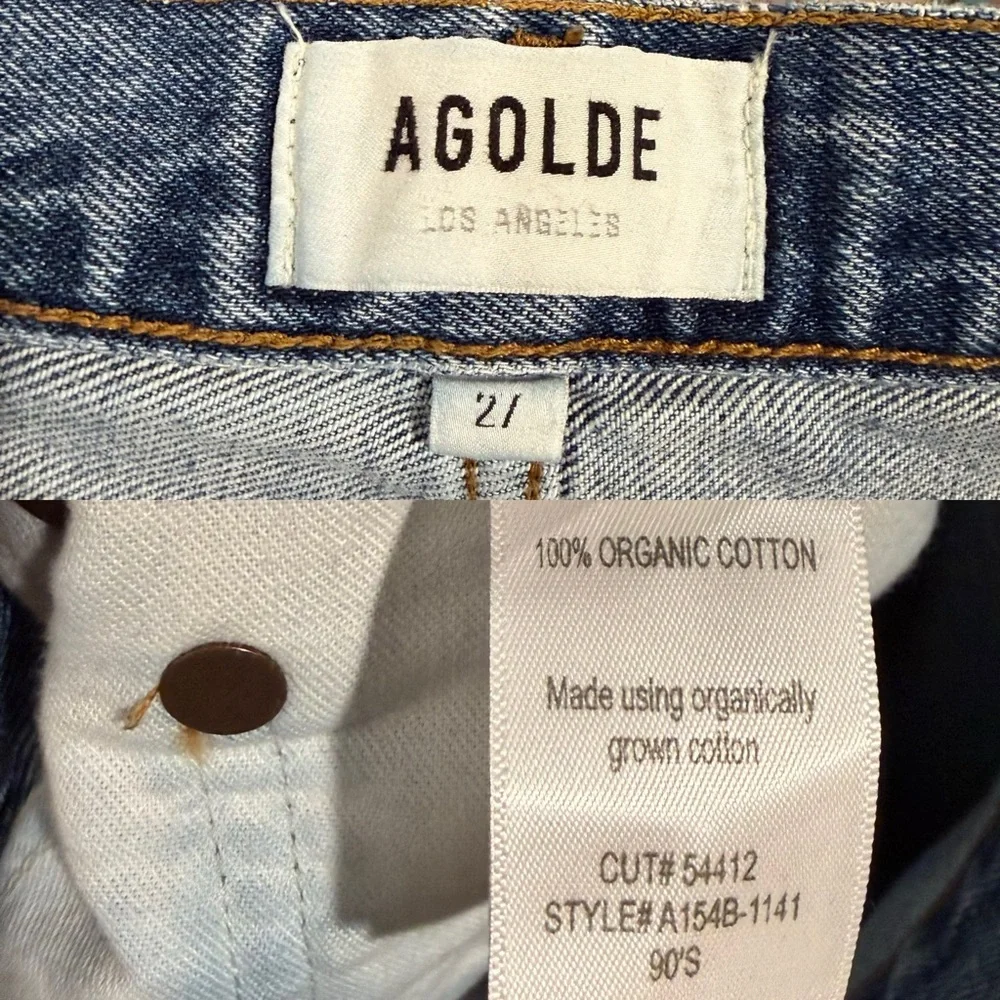 AGOLDE
LOS ANGELES
27
100% ORGANIC COTTON
Made using organically
grown cotton
CUT# 54412
STYLE# A154B-1141
90'S